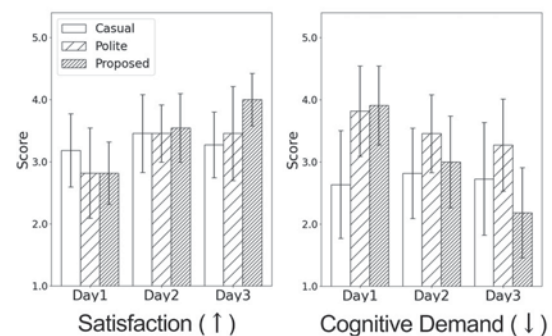 5.0
4.0
3.0
2.0
1.0
Score
Casual
Polite
Proposed
Day1 Day2 Day3
Satisfaction (↑)
5.0
4.0
3.0
2.0
1.0
Score
Day1 Day2 Day3
Cognitive Demand (↓)